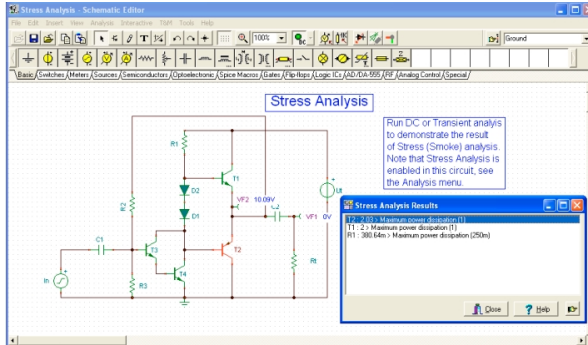 Stress Analysis - Schematic Editor
File Edit Insert View Analysis Interactive T&M Tools Help
100%
Ground
Basic Switches Meters Sources Semiconductors Optoelectronic Spice Macros Gates Flip-flops Logic ICs AD/DA-555 RF Analog Control Special
Stress Analysis
Run DC or Transient analyis
to demonstrate the result
of Stress (Smoke) analysis.
Note that Stress Analysis is
enabled in this circuit, see
the Analysis menu.
R1
T1
D2
Ut
R2
VF2 10.09V
C2
VF1 0V
D1
C1
T3
T2
Rt
T4
In
R3
Stress Analysis Results
T2 : 2.03 > Maximum power dissipation (1)
T1 : 2 > Maximum power dissipation (1)
R1 : 380.64m > Maximum power dissipation (250m)
Close
Help